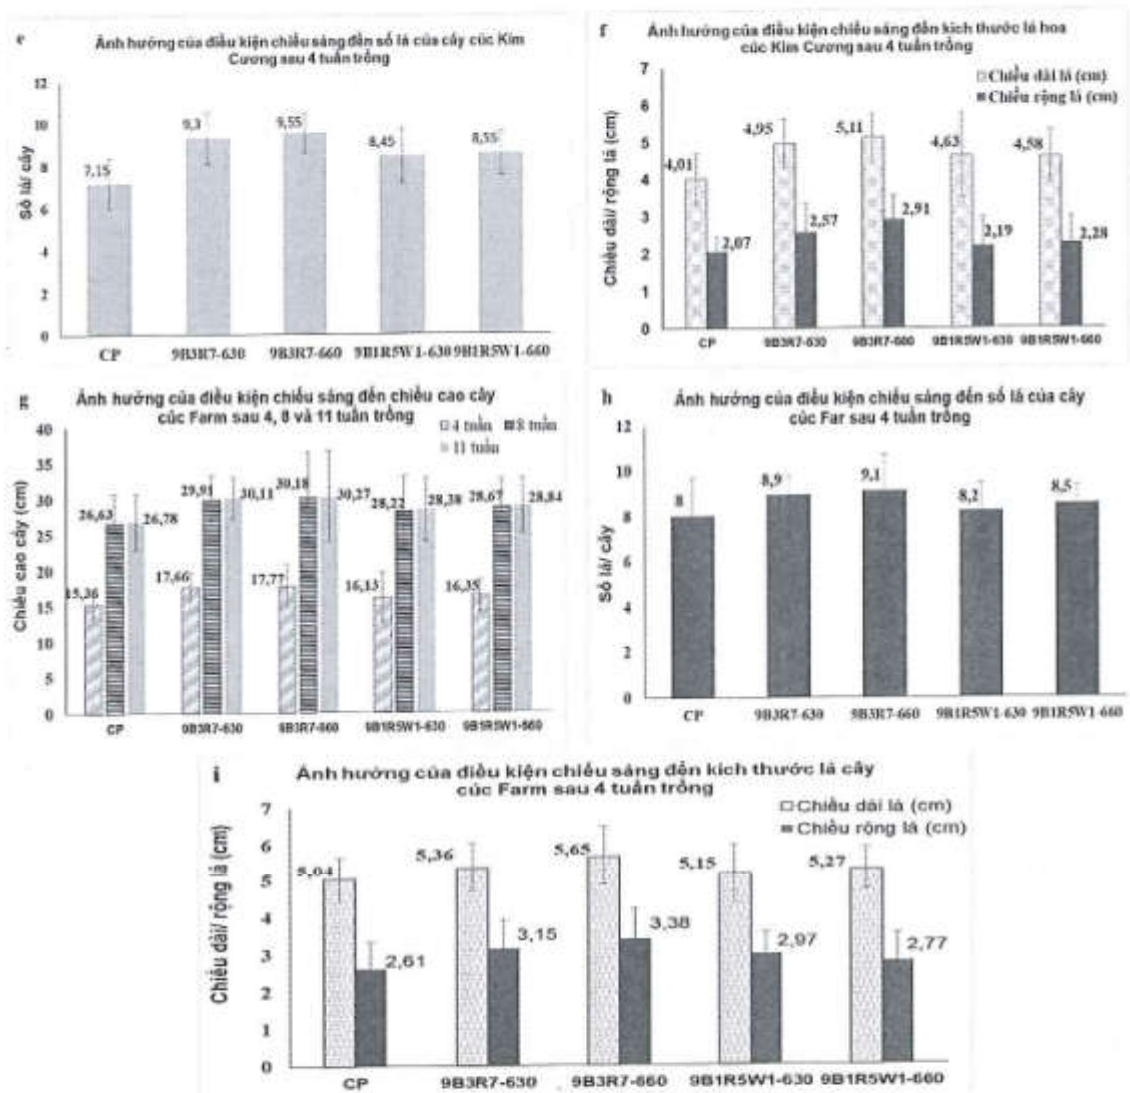 e
Ảnh hưởng của điều kiện chiếu sáng đến số lá của cây cúc Kim
Cương sau 4 tuần trồng
Số lá/ cây
12
10
8
6
4
2
0
7,15
9,3
9,55
8,45
8,55
CP
9B3R7-630
9B3R7-660
9B1R5W1-630
9B1R5W1-660
f
Ảnh hưởng của điều kiện chiếu sáng đến kích thước lá hoa
cúc Kim Cương sau 4 tuần trồng
Chiều dài lá (cm)
Chiều rộng lá (cm)
Chiều dài/ rộng lá (cm)
7
6
5
4
3
2
1
0
4,01
2,07
4,95
2,57
5,11
2,91
4,63
2,19
4,58
2,28
CP
9B3R7-630
9B3R7-660
9B1R5W1-630
9B1R5W1-660
g
Ảnh hưởng của điều kiện chiếu sáng đến chiều cao cây
cúc Farm sau 4, 8 và 11 tuần trồng
4 tuần
8 tuần
11 tuần
Chiều cao cây (cm)
40
35
30
25
20
15
10
5
0
15,36
26,63
26,78
17,66
29,91
30,11
17,77
30,18
30,27
16,13
28,22
28,38
16,35
28,67
28,84
CP
9B3R7-630
9B3R7-660
9B1R5W1-630
9B1R5W1-660
h
Ảnh hưởng của điều kiện chiếu sáng đến số lá của cây
cúc Far sau 4 tuần trồng
Số lá/ cây
12
10
8
6
4
2
0
8
8,9
9,1
8,2
8,5
CP
9B3R7-630
9B3R7-660
9B1R5W1-630
9B1R5W1-660
i
Ảnh hưởng của điều kiện chiếu sáng đến kích thước lá cây
cúc Farm sau 4 tuần trồng
Chiều dài lá (cm)
Chiều rộng lá (cm)
Chiều dài/ rộng lá (cm)
7
6
5
4
3
2
1
0
5,04
2,61
5,36
3,15
5,65
3,38
5,15
2,97
5,27
2,77
CP
9B3R7-630
9B3R7-660
9B1R5W1-630
9B1R5W1-660